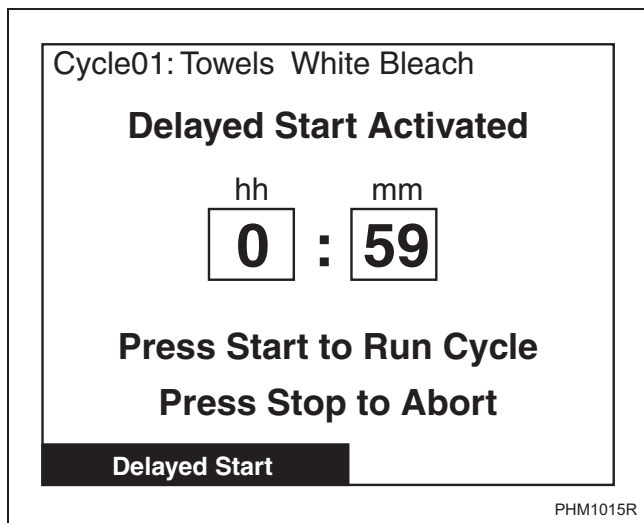 Cycle01: Towels White Bleach
Delayed Start Activated
hh mm
0 : 59
Press Start to Run Cycle
Press Stop to Abort
Delayed Start
PHM1015R